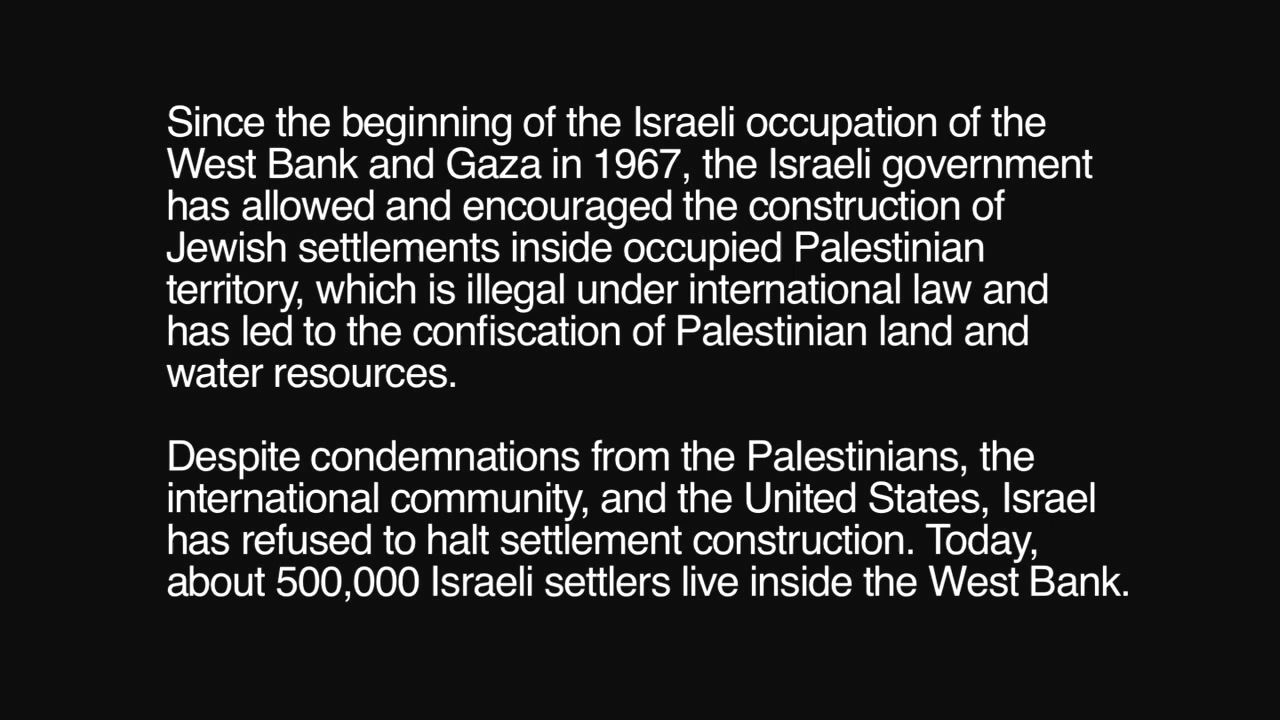 Since the beginning of the Israeli occupation of the
West Bank and Gaza in 1967, the Israeli government
has allowed and encouraged the construction of
Jewish settlements inside occupied Palestinian
territory, which is illegal under international law and
has led to the confiscation of Palestinian land and
water resources.
Despite condemnations from the Palestinians, the
international community, and the United States, Israel
has refused to halt settlement construction. Today,
about 500,000 Israeli settlers live inside the West Bank.